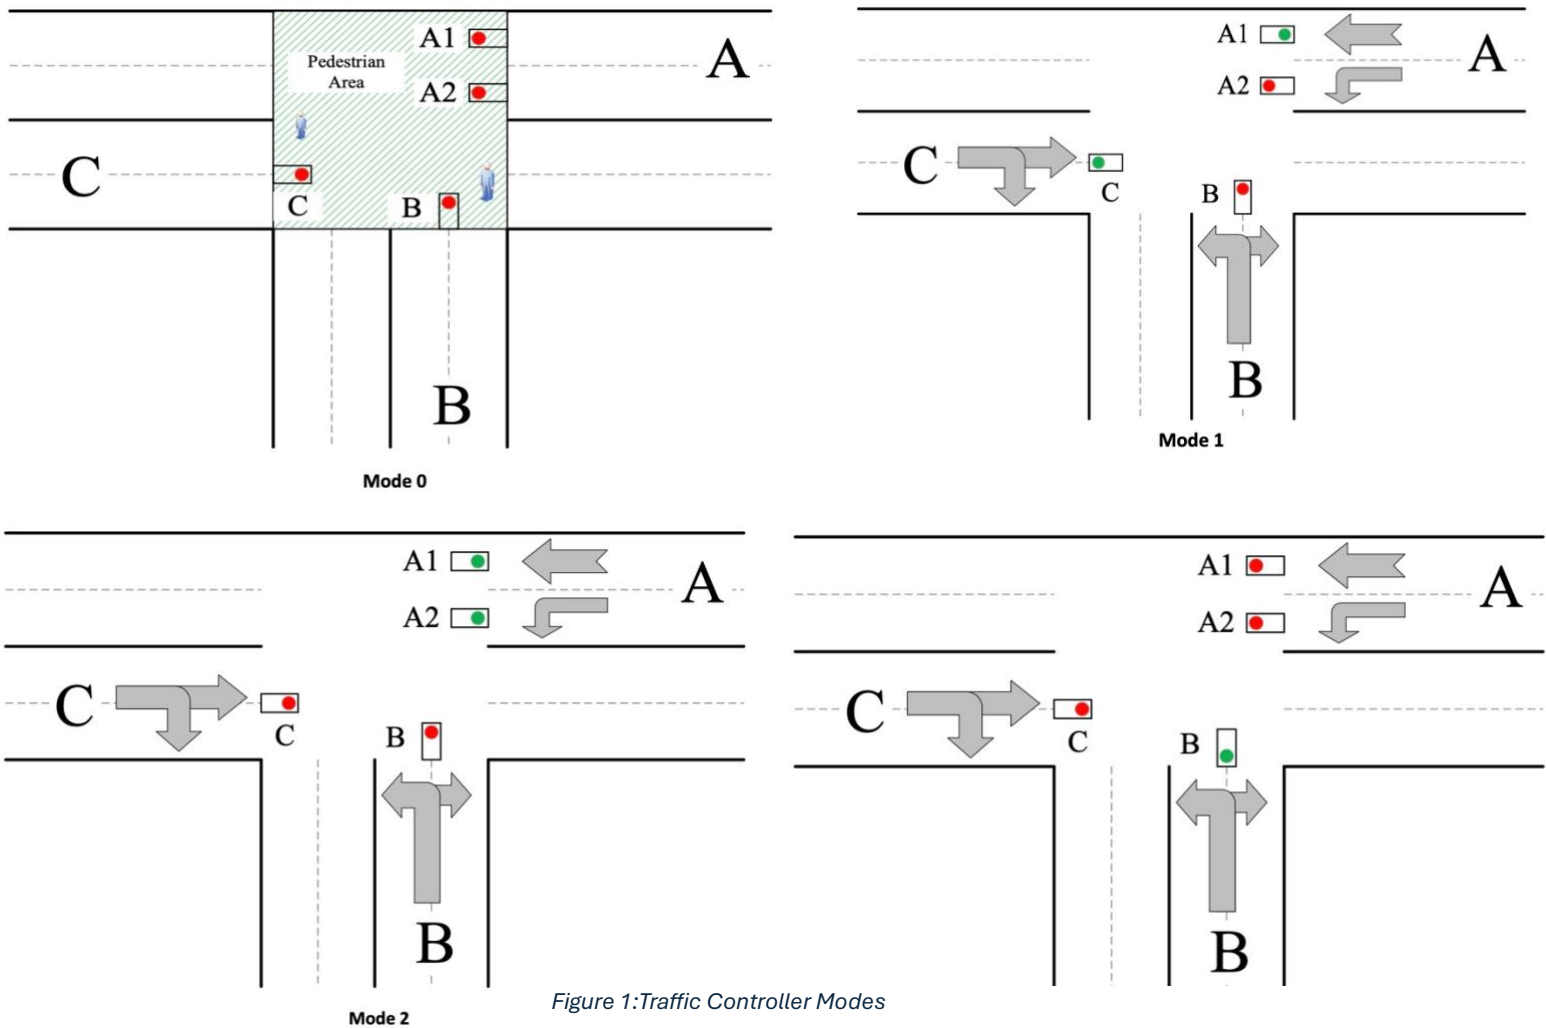 A1
Pedestrian
Area
A2
A
C
C
B
B
Mode 0
A1
A2
A
C
C
B
B
Mode 1
A1
A2
A
C
C
B
B
Mode 2
A1
A2
A
C
C
B
B
Figure 1:Traffic Controller Modes